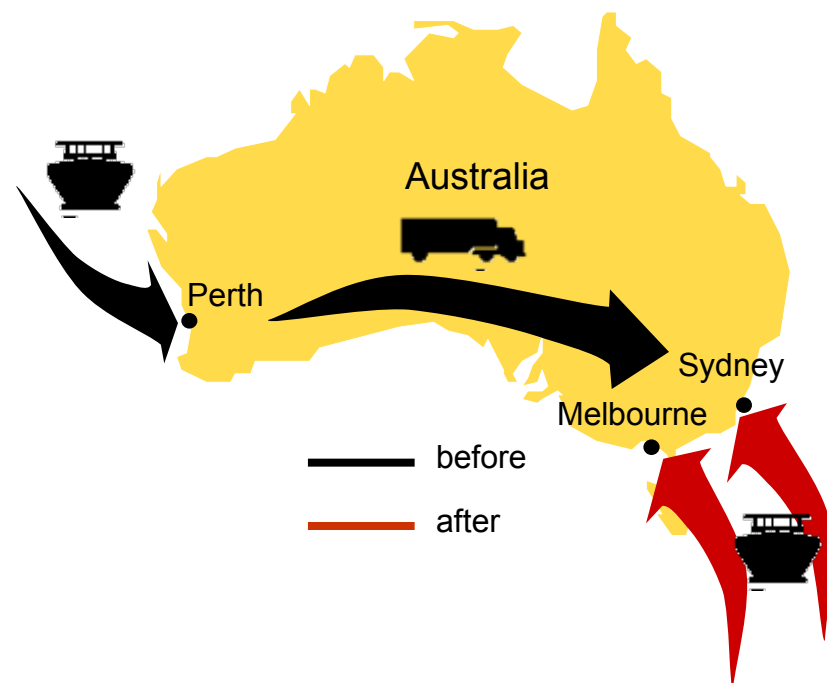 Australia
Perth
Sydney
Melbourne
before
after